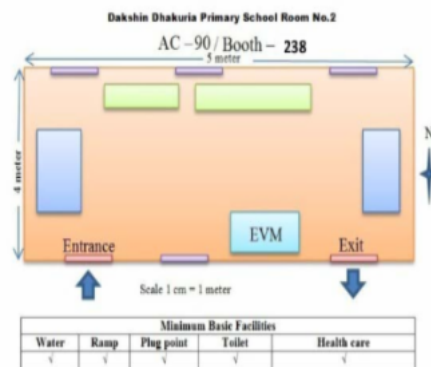 Dakshin Dhakuria Primary School Room No.2
AC -90/Booth - 238
5 meter
4 meter
N
EVM
Entrance
Exit
Scale 1 cm = 1 meter
Minimum Basic Facilities
Water Ramp Plug point Toilet Health care
√ √ √ √ √